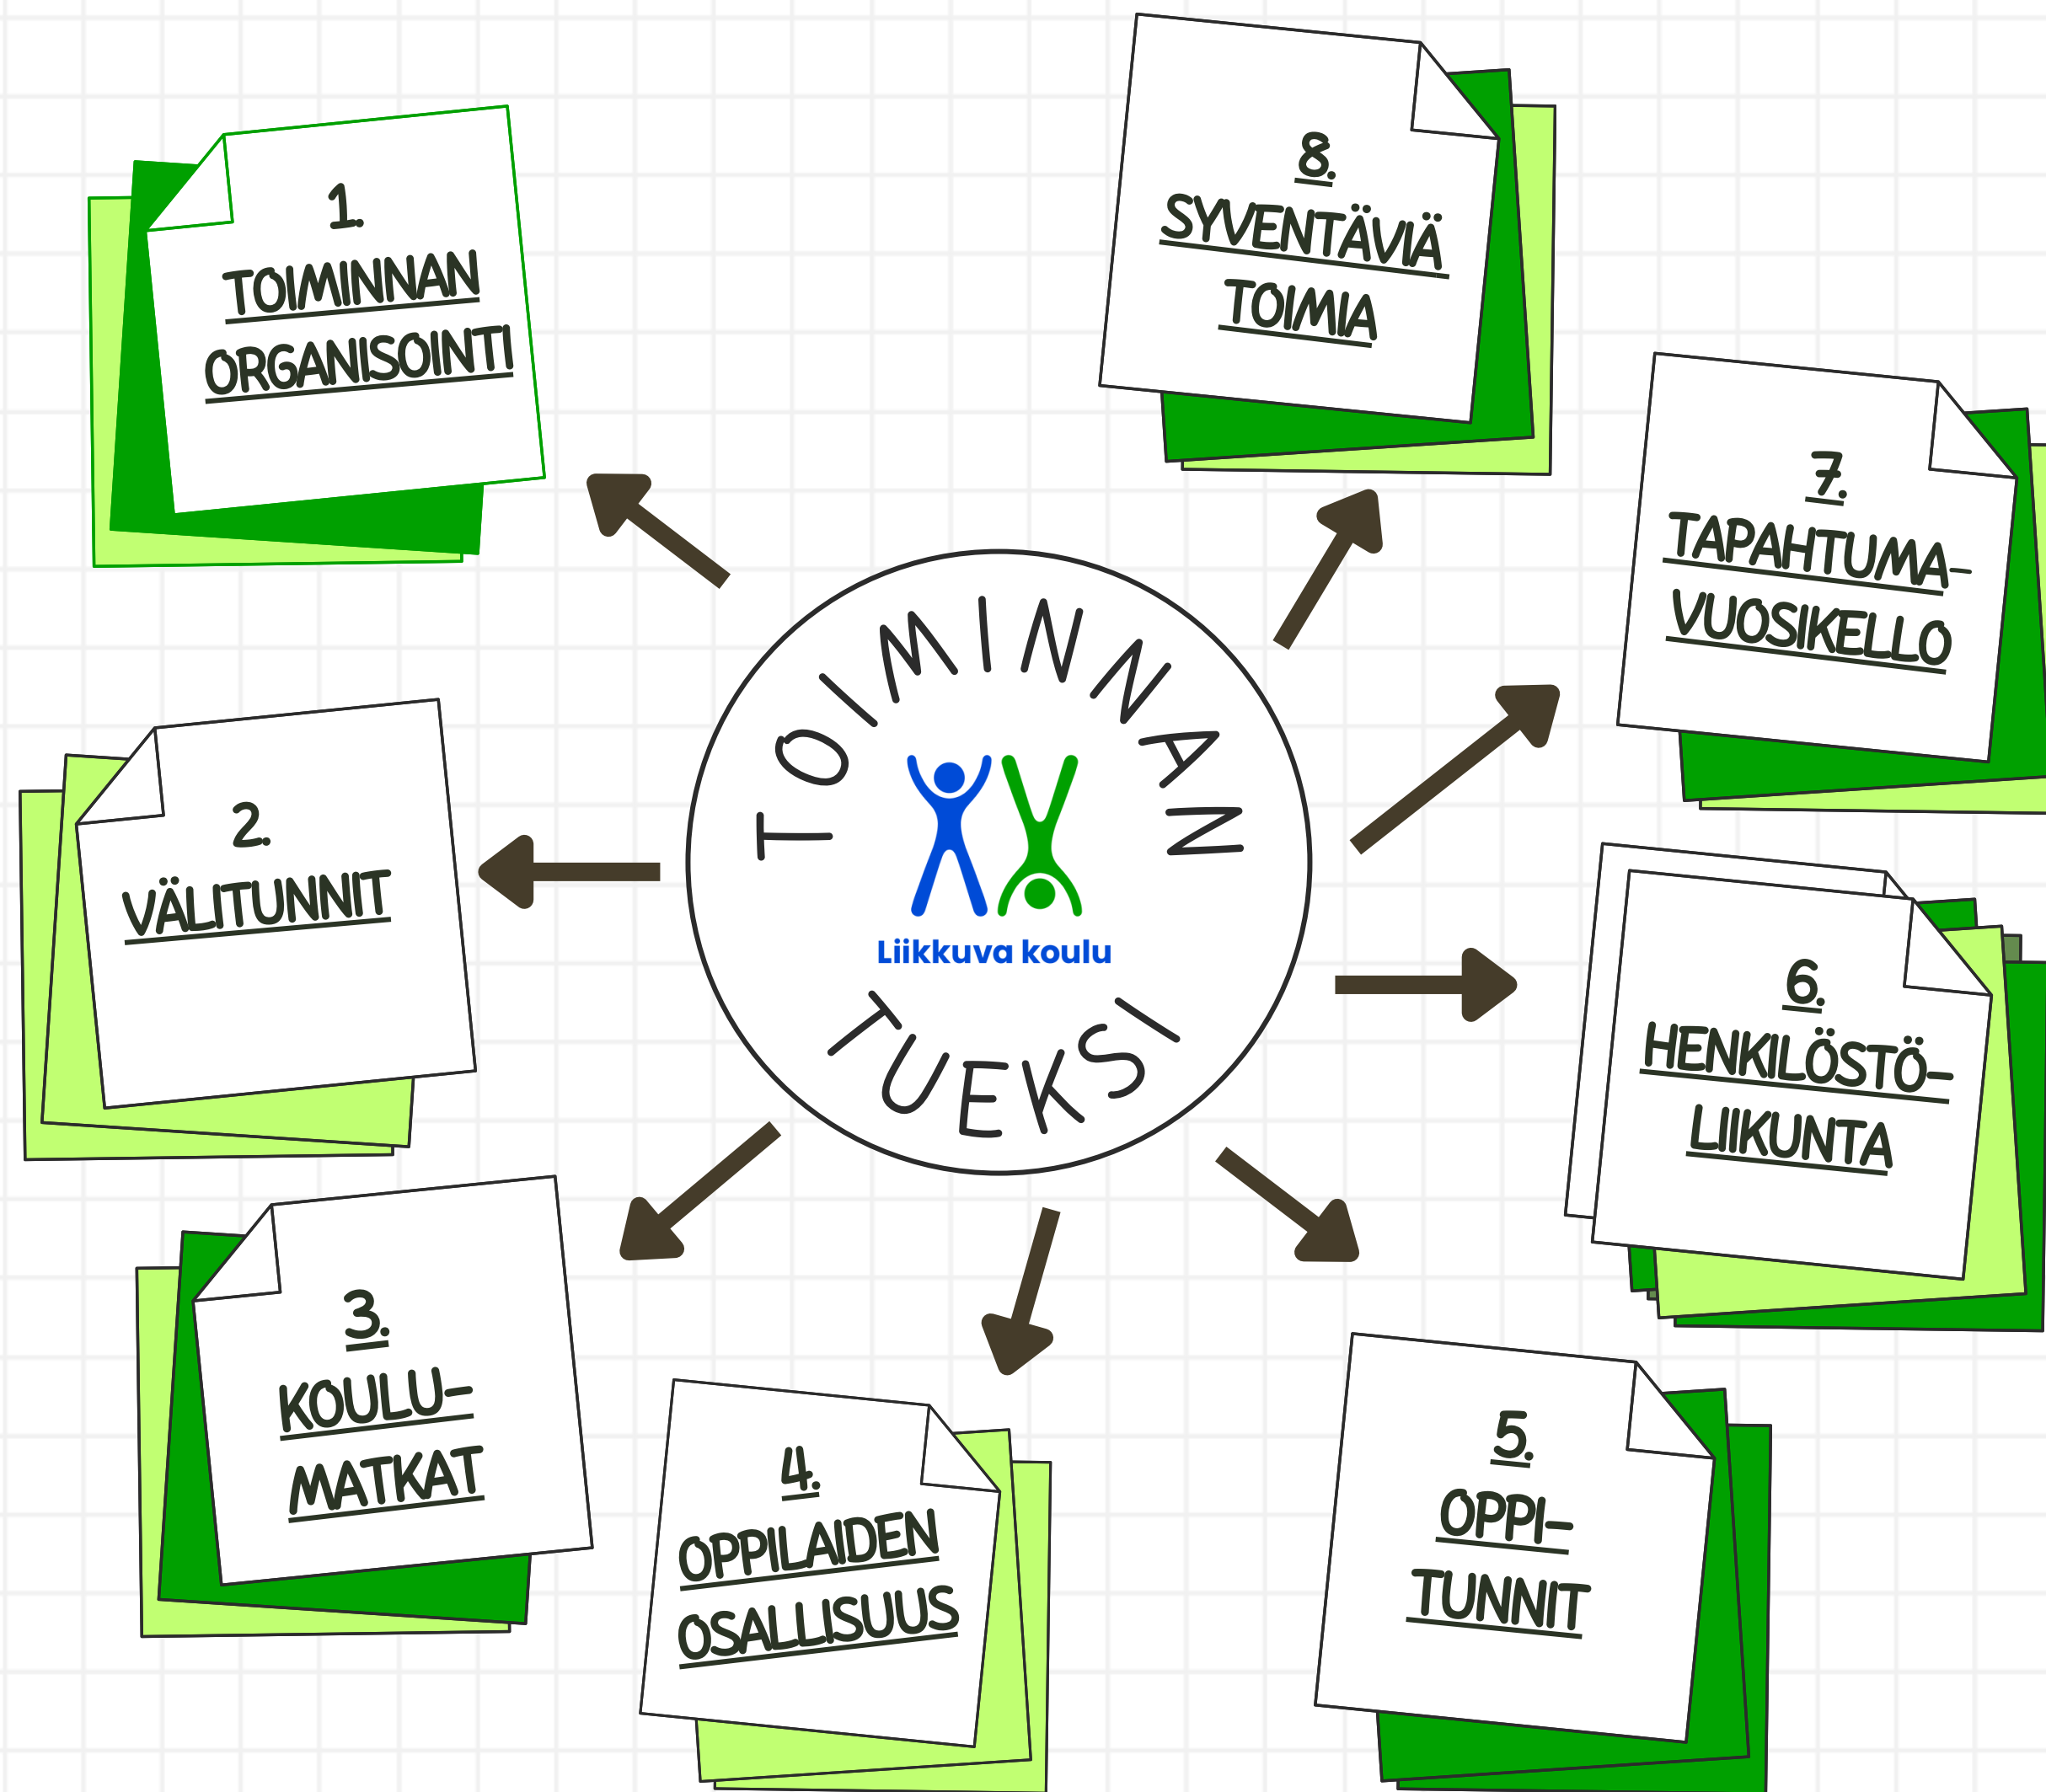 TOIMINNAN
Liikkuva koulu
TUEKSI
1.
TOIMINNAN
ORGANISOINTI
2.
VÄLITUNNIT
3.
KOULU-
MATKAT
4.
OPPILAIDEN
OSALLISUUS
5.
OPPI-
TUNNIT
6.
HENKILÖSTÖ-
LIIKUNTA
7.
TAPAHTUMA-
VUOSIKELLO
8.
SYVENTÄVIÄ
TOIMIA